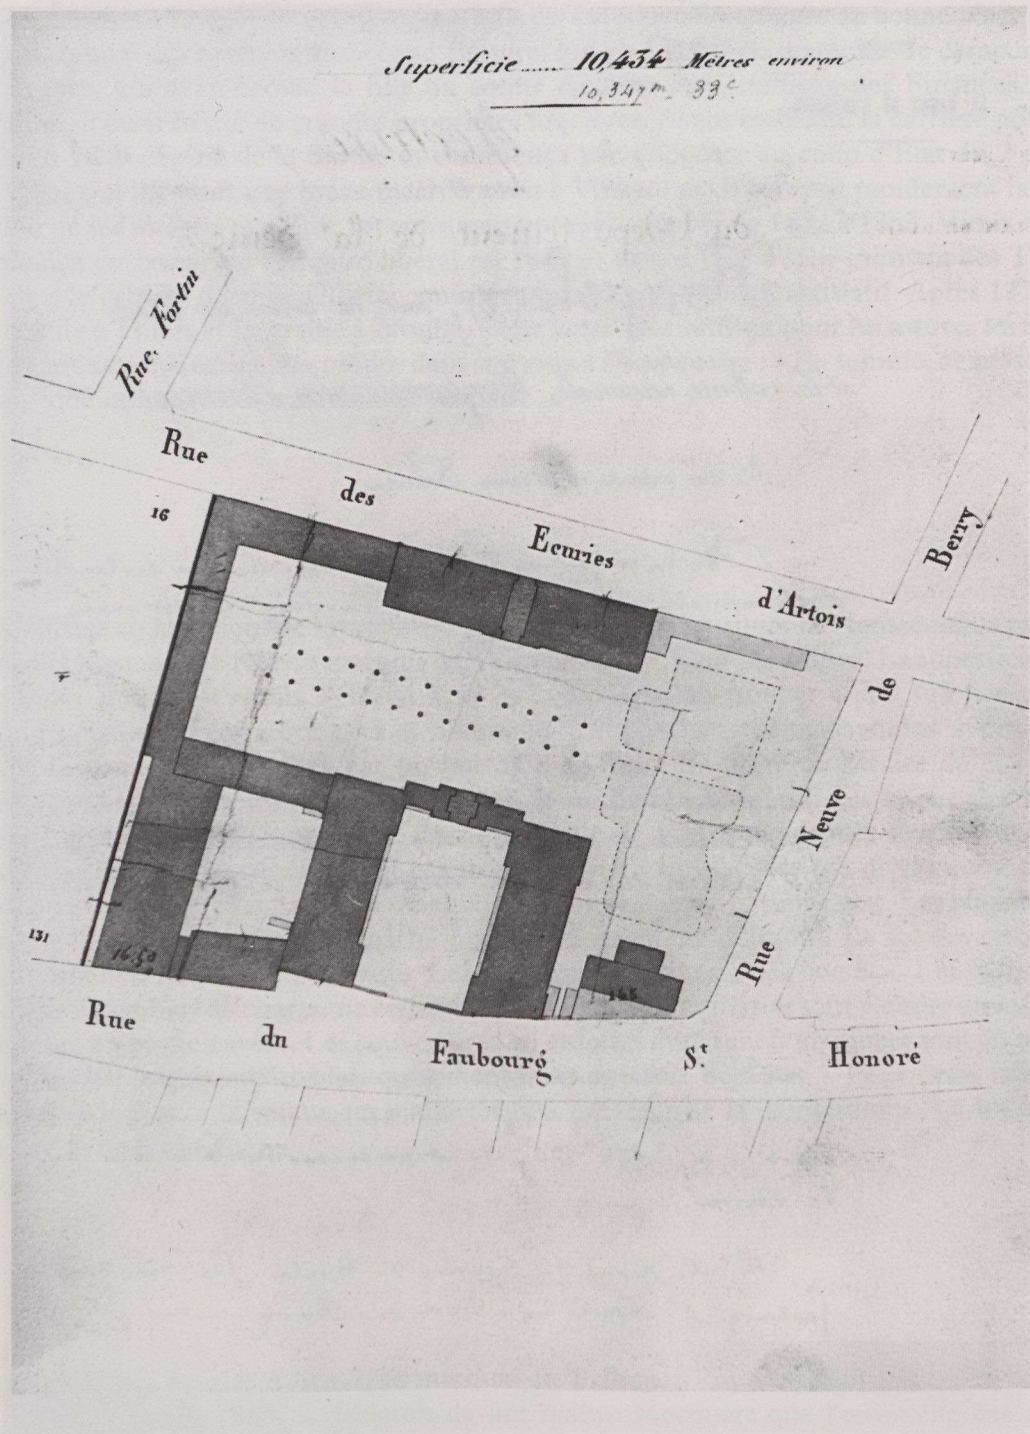 Superficie ...... 10,434 Mètres environ
10,347m. 33c.
Rue. Fortin
Rue des Ecuries d'Artois
16
Rue Neuve de Berry
131
16.50
145
Rue du Faubourg St. Honoré